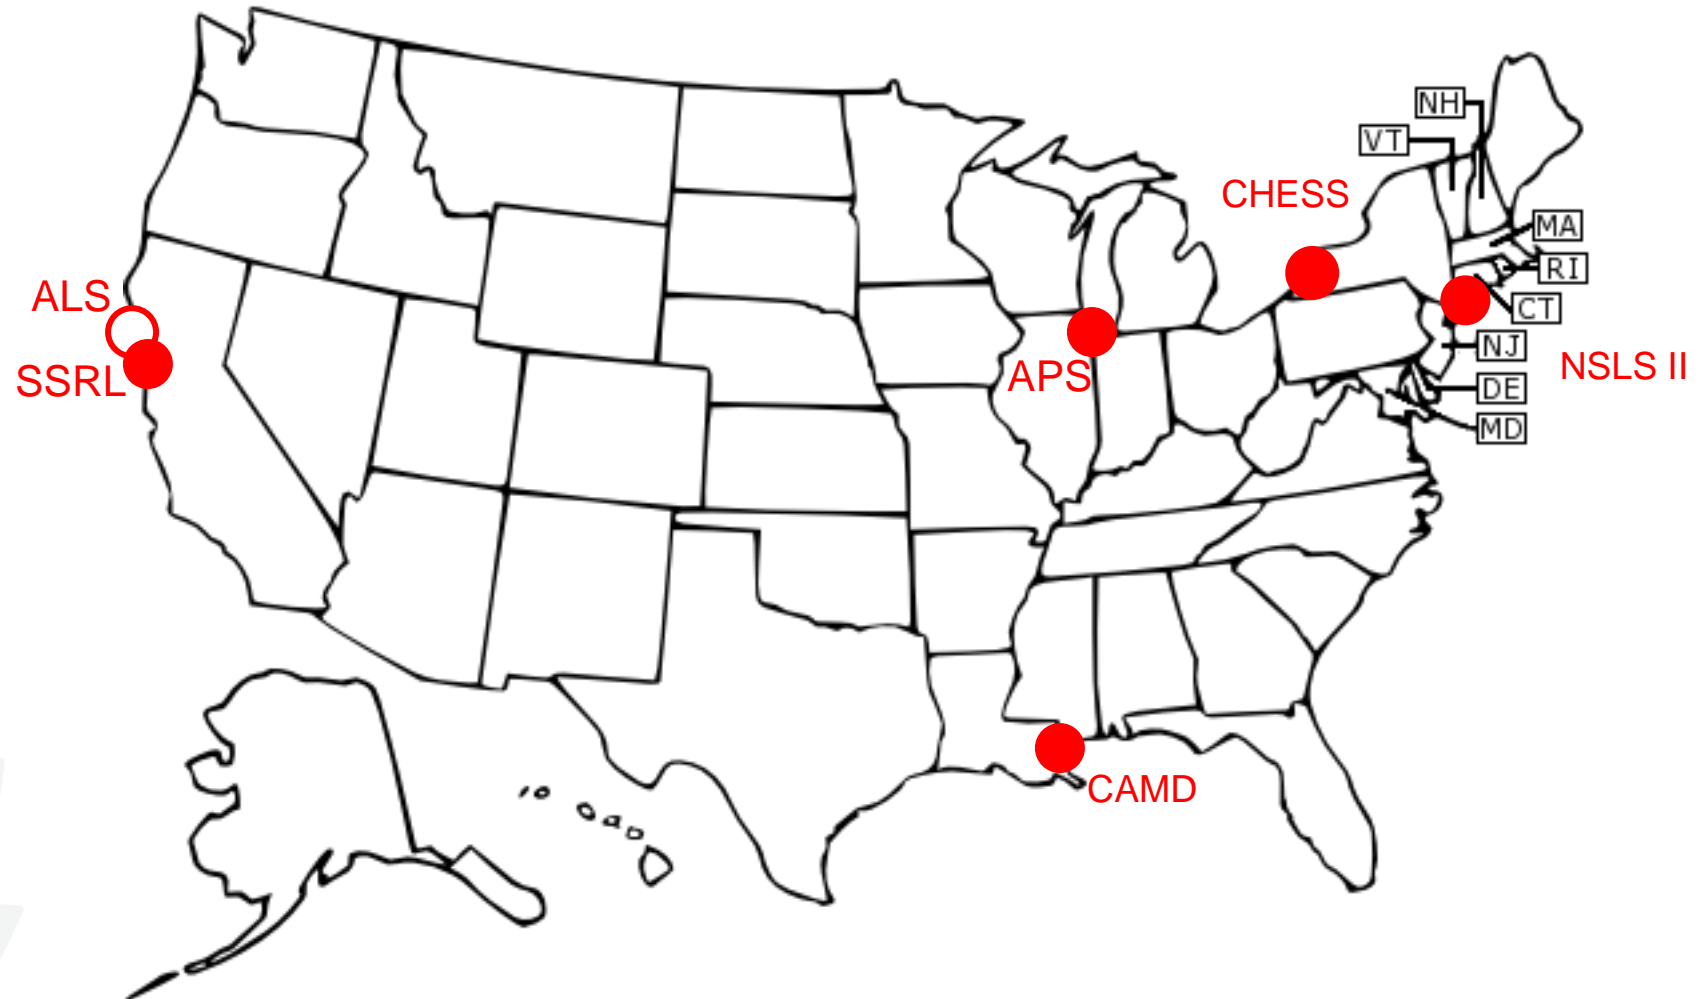 NH
VT
CHESS
MA
RI
ALS
CT
NJ
SSRL
APS
NSLS II
DE
MD
CAMD